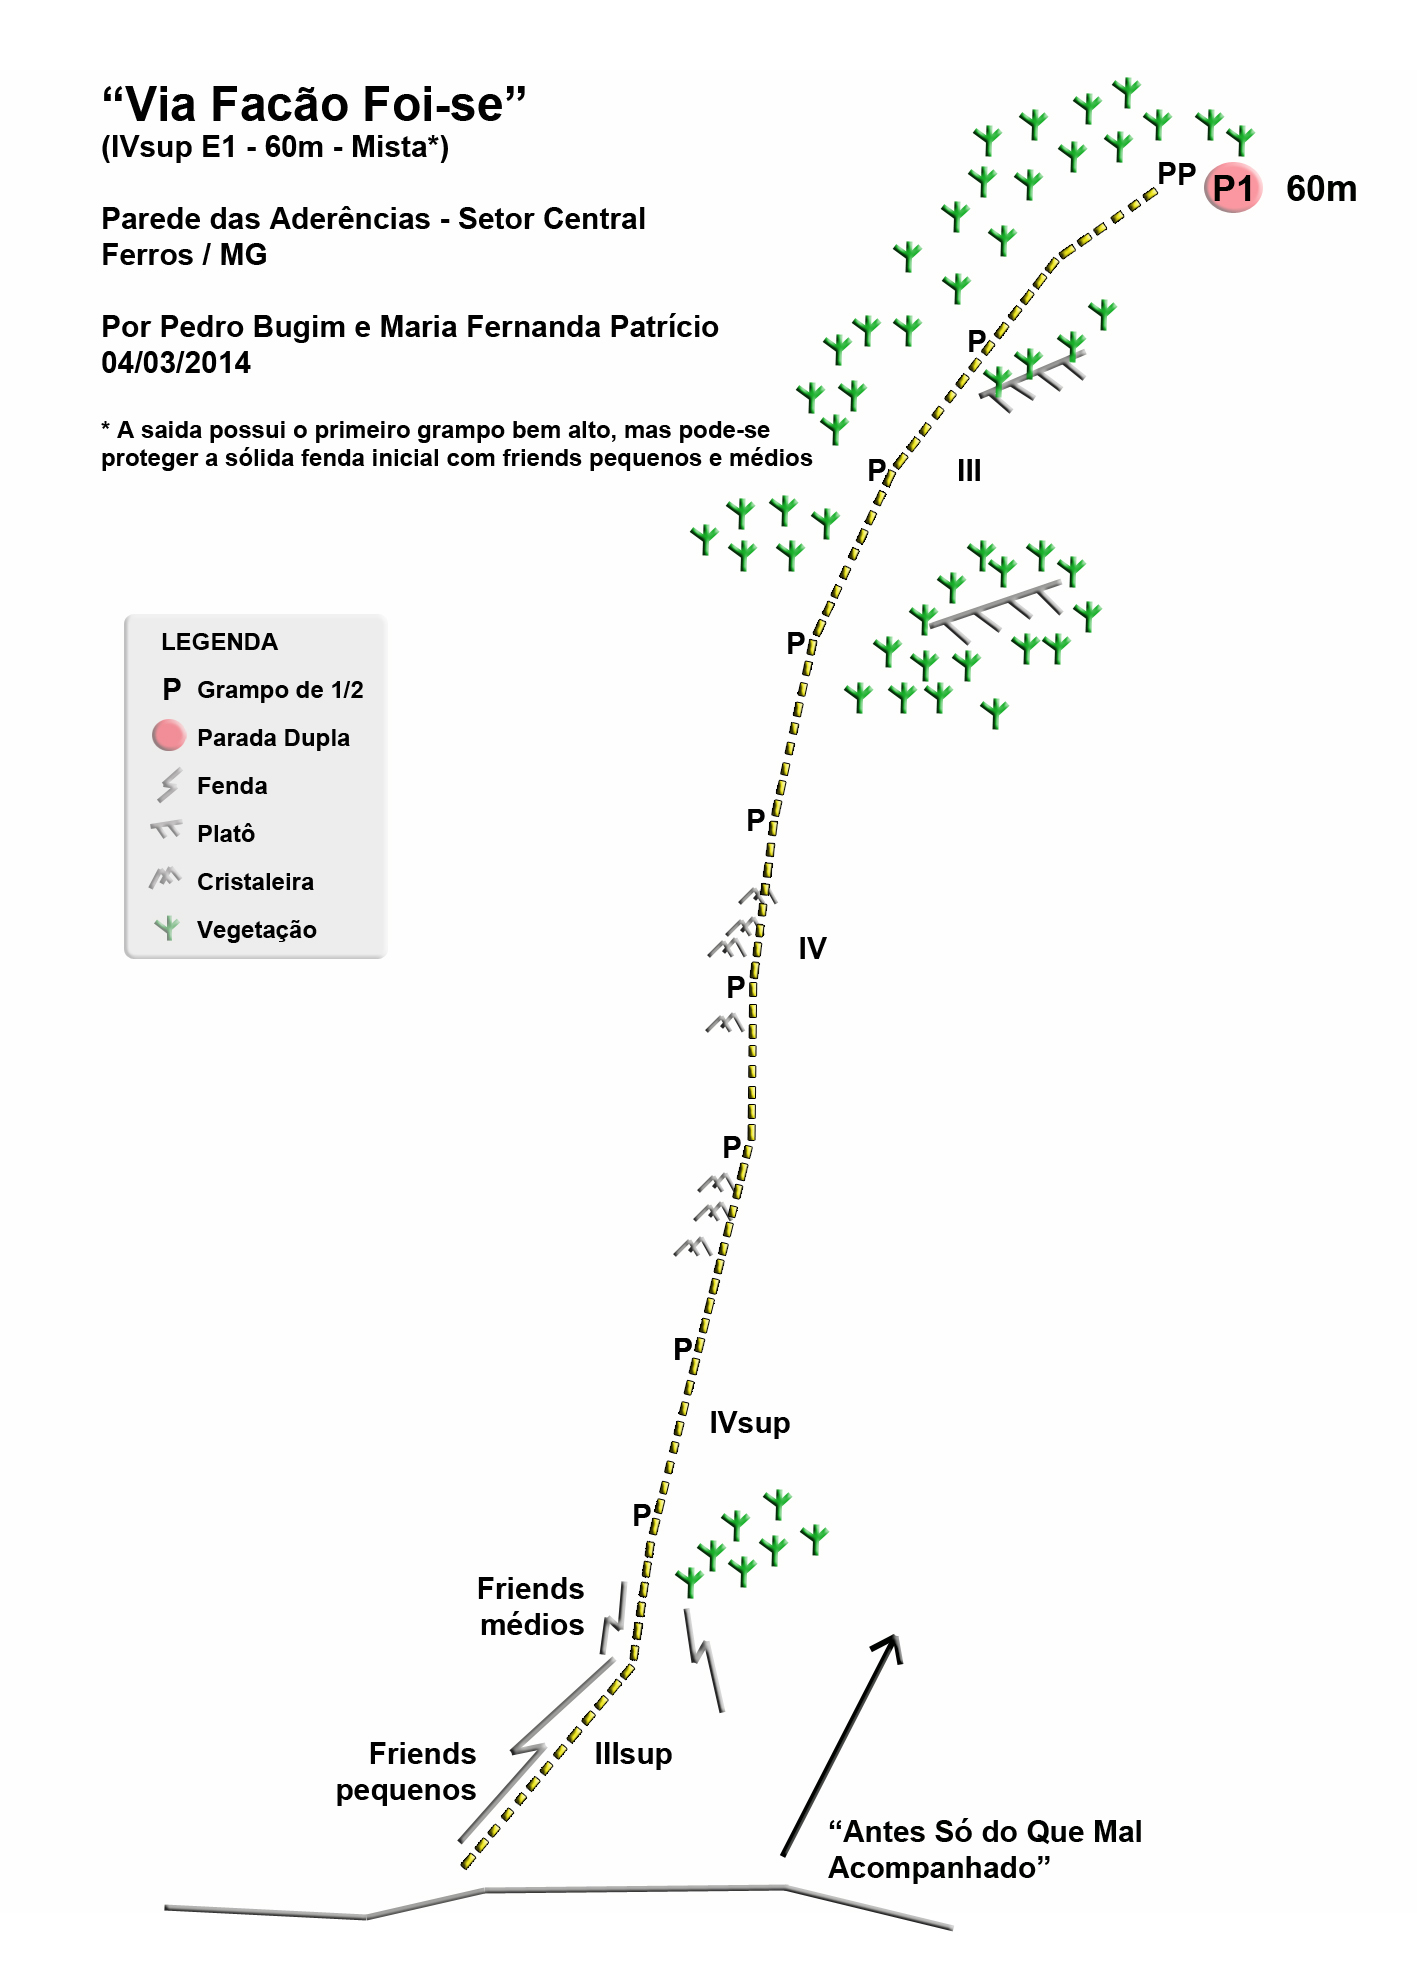 “Via Facão Foi-se”
(IVsup E1 - 60m - Mista*)
Parede das Aderências - Setor Central
Ferros / MG
Por Pedro Bugim e Maria Fernanda Patrício
04/03/2014
* A saida possui o primeiro grampo bem alto, mas pode-se
proteger a sólida fenda inicial com friends pequenos e médios
PP P1 60m
P
P III
P
LEGENDA
P Grampo de 1/2
Parada Dupla
Fenda
Platô
Cristaleira
Vegetação
P
IV
P
P
P
IVsup
P
Friends
médios
Friends
pequenos
IIIsup
“Antes Só do Que Mal
Acompanhado”